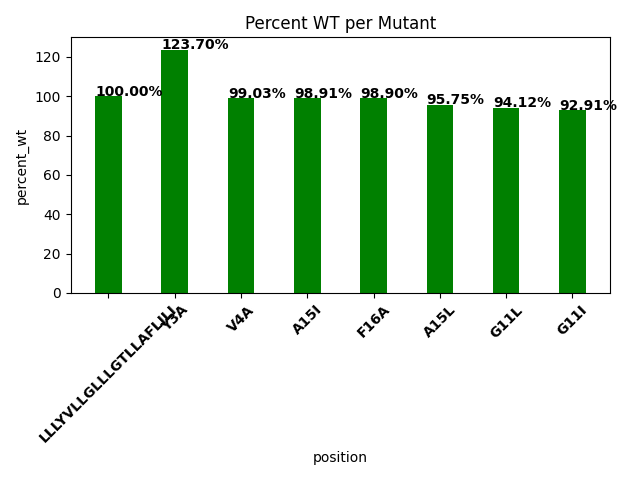 Percent WT per Mutant
percent_wt
120
100
80
60
40
20
0
100.00%
123.70%
99.03%
98.91%
98.90%
95.75%
94.12%
92.91%
Y3A
V4A
A15I
F16A
A15L
G11L
G11I
position